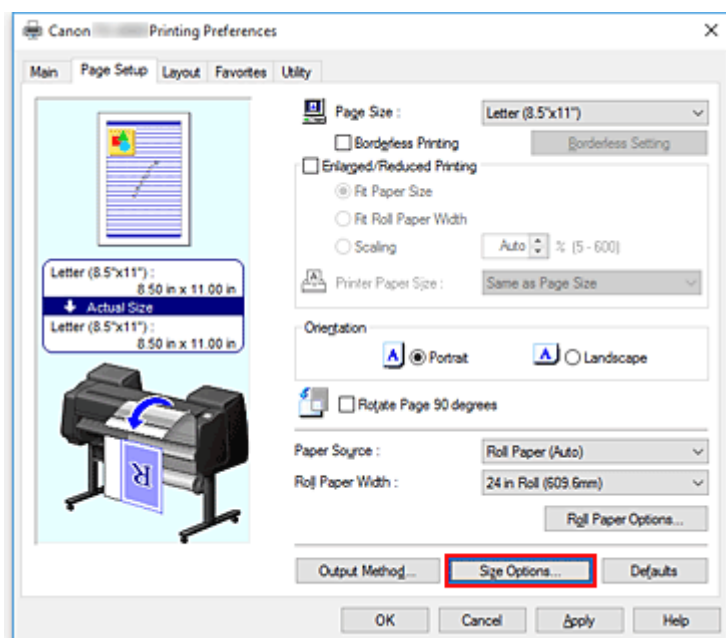 Canon Printing Preferences
Main Page Setup Layout Favorites Utility
Page Size : Letter (8.5"x11")
Borderless Printing Borderless Setting
Enlarged/Reduced Printing
Fit Paper Size
Fit Roll Paper Width
Scaling Auto % (5 - 600)
Printer Paper Size : Same as Page Size
Letter (8.5"x11") :
8.50 in x 11.00 in
Actual Size
Letter (8.5"x11") :
8.50 in x 11.00 in
Orientation
A Portrait A Landscape
Rotate Page 90 degrees
R
Paper Source : Roll Paper (Auto)
Roll Paper Width : 24 in Roll (609.6mm)
Roll Paper Options...
Output Method... Size Options... Defaults
OK Cancel Apply Help